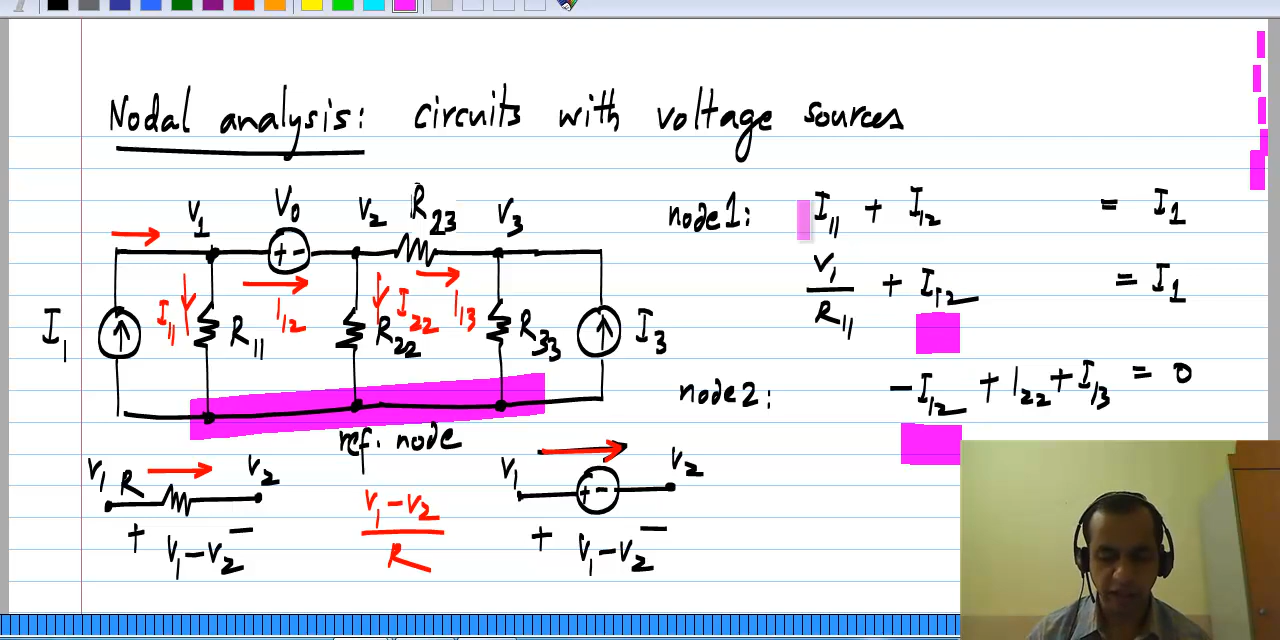 Nodal analysis: circuits with voltage sources
V1 V0 V2 R23 V3
node1: I11 + I12 = I1
V1/R11 + I12 = I1
I1 I11 R11 I12 I22 R22 I13 R33 I3
+ -
node2: -I12 + I22 + I13 = 0
ref. node
V1 R V2
+ V1-V2 -
V1-V2/R
V1 + - V2
+ V1-V2 -